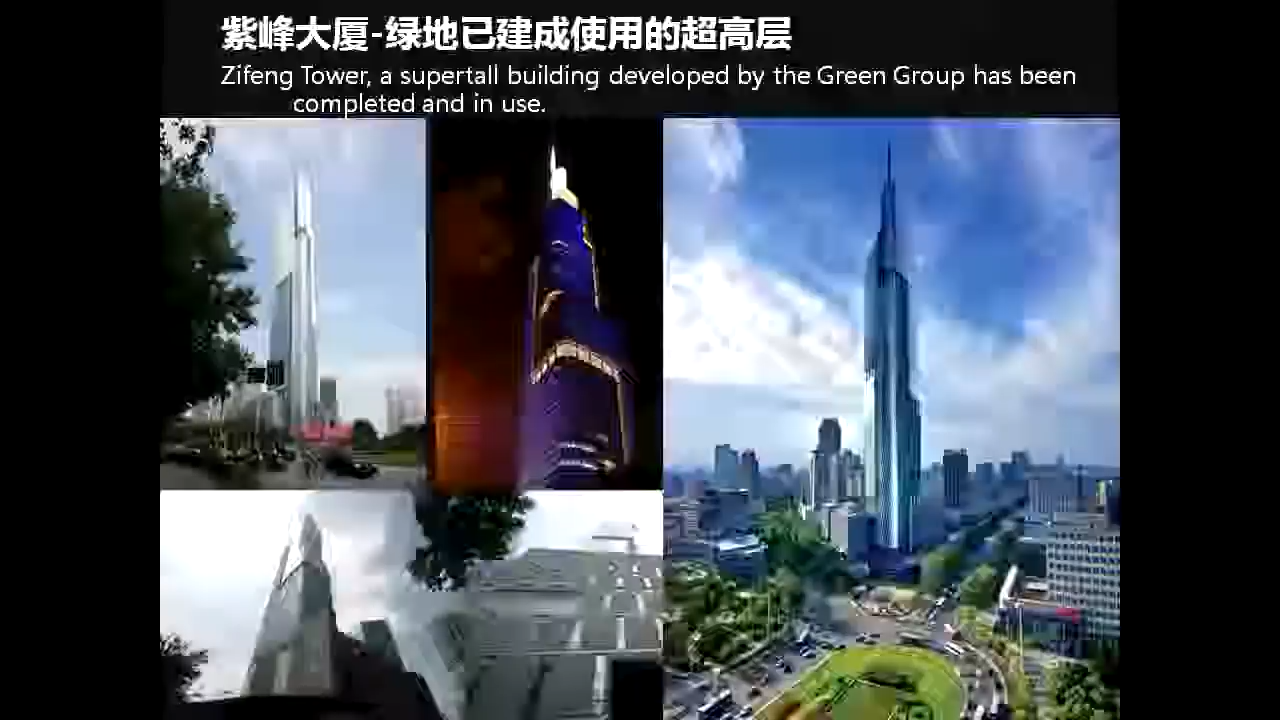 紫峰大厦-绿地已建成使用的超高层
Zifeng Tower, a supertall building developed by the Green Group has been
completed and in use.